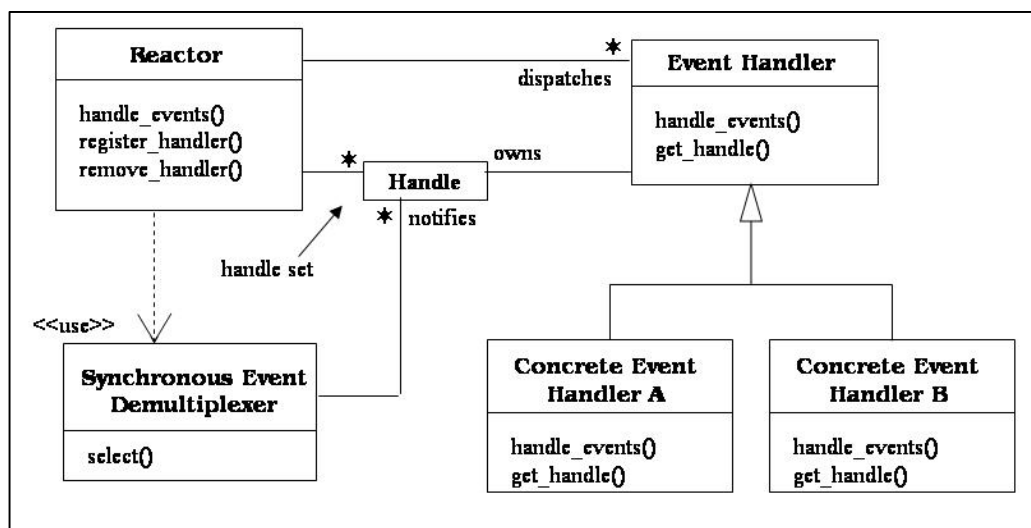 Reactor
handle_events()
register_handler()
remove_handler()
*
dispatches
Event Handler
handle_events()
get_handle()
*
Handle
owns
*
notifies
handle set
<<use>>
Synchronous Event
Demultiplexer
select()
Concrete Event
Handler A
handle_events()
get_handle()
Concrete Event
Handler B
handle_events()
get_handle()